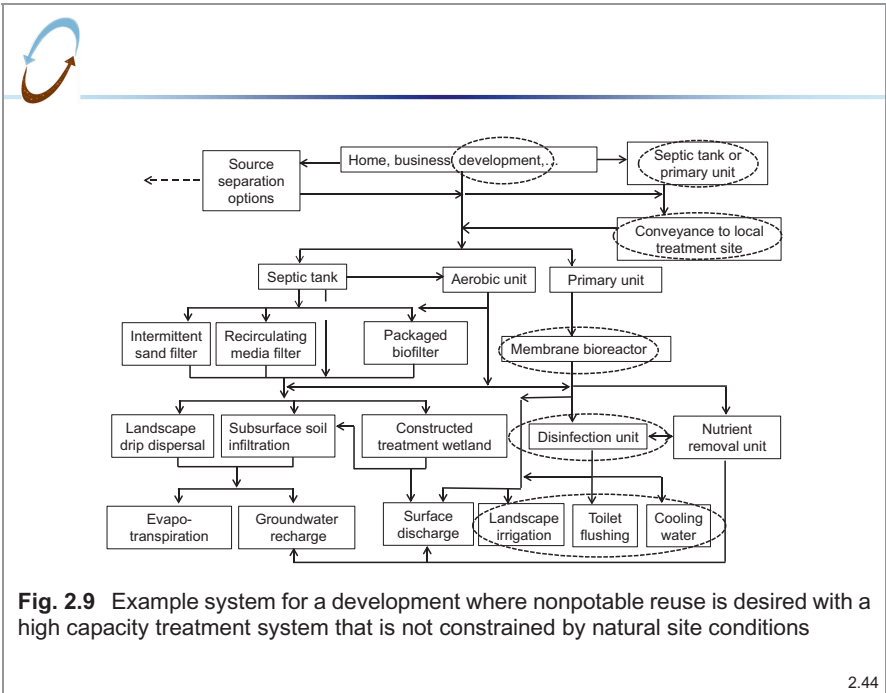 Home, business, development,...
Source
separation
options
Septic tank or
primary unit
Conveyance to local
treatment site
Septic tank
Aerobic unit
Primary unit
Intermittent
sand filter
Recirculating
media filter
Packaged
biofilter
Membrane bioreactor
Landscape
drip dispersal
Subsurface soil
infiltration
Constructed
treatment wetland
Disinfection unit
Nutrient
removal unit
Evapo-
transpiration
Groundwater
recharge
Surface
discharge
Landscape
irrigation
Toilet
flushing
Cooling
water
Fig. 2.9 Example system for a development where nonpotable reuse is desired with a
high capacity treatment system that is not constrained by natural site conditions
2.44